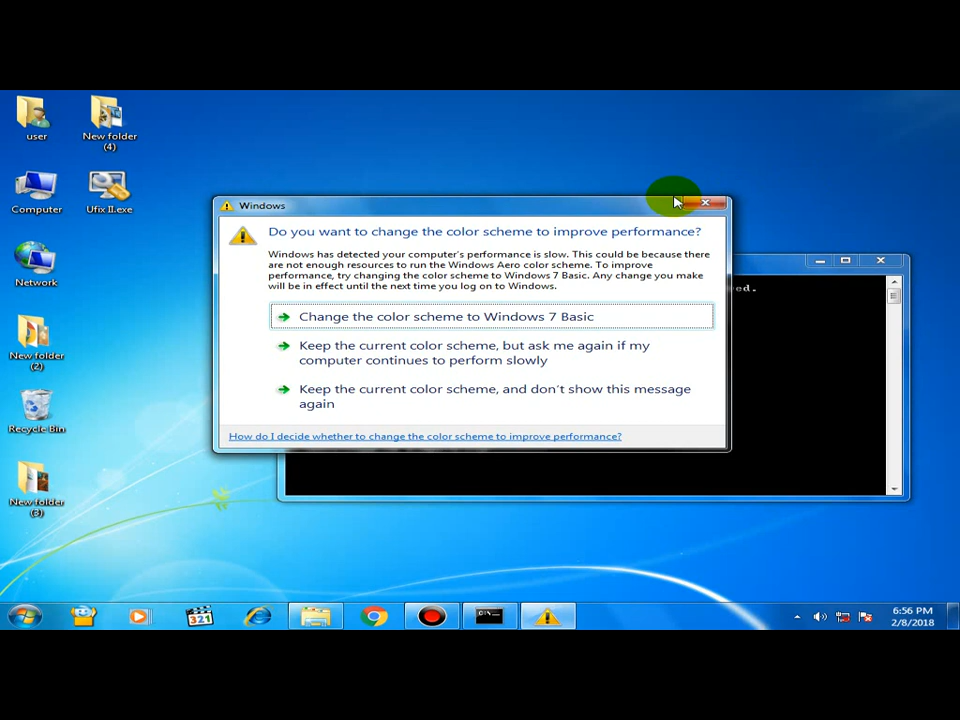 user
New folder
(4)
Computer
Ufix II.exe
Network
New folder
(2)
Recycle Bin
New folder
(3)
Windows
Do you want to change the color scheme to improve performance?
Windows has detected your computer's performance is slow. This could be because there
are not enough resources to run the Windows Aero color scheme. To improve
performance, try changing the color scheme to Windows 7 Basic. Any change you make
will be in effect until the next time you log on to Windows.
Change the color scheme to Windows 7 Basic
Keep the current color scheme, but ask me again if my
computer continues to perform slowly
Keep the current color scheme, and don't show this message
again
How do I decide whether to change the color scheme to improve performance?
ed.
321
C:\.
6:56 PM
2/8/2018